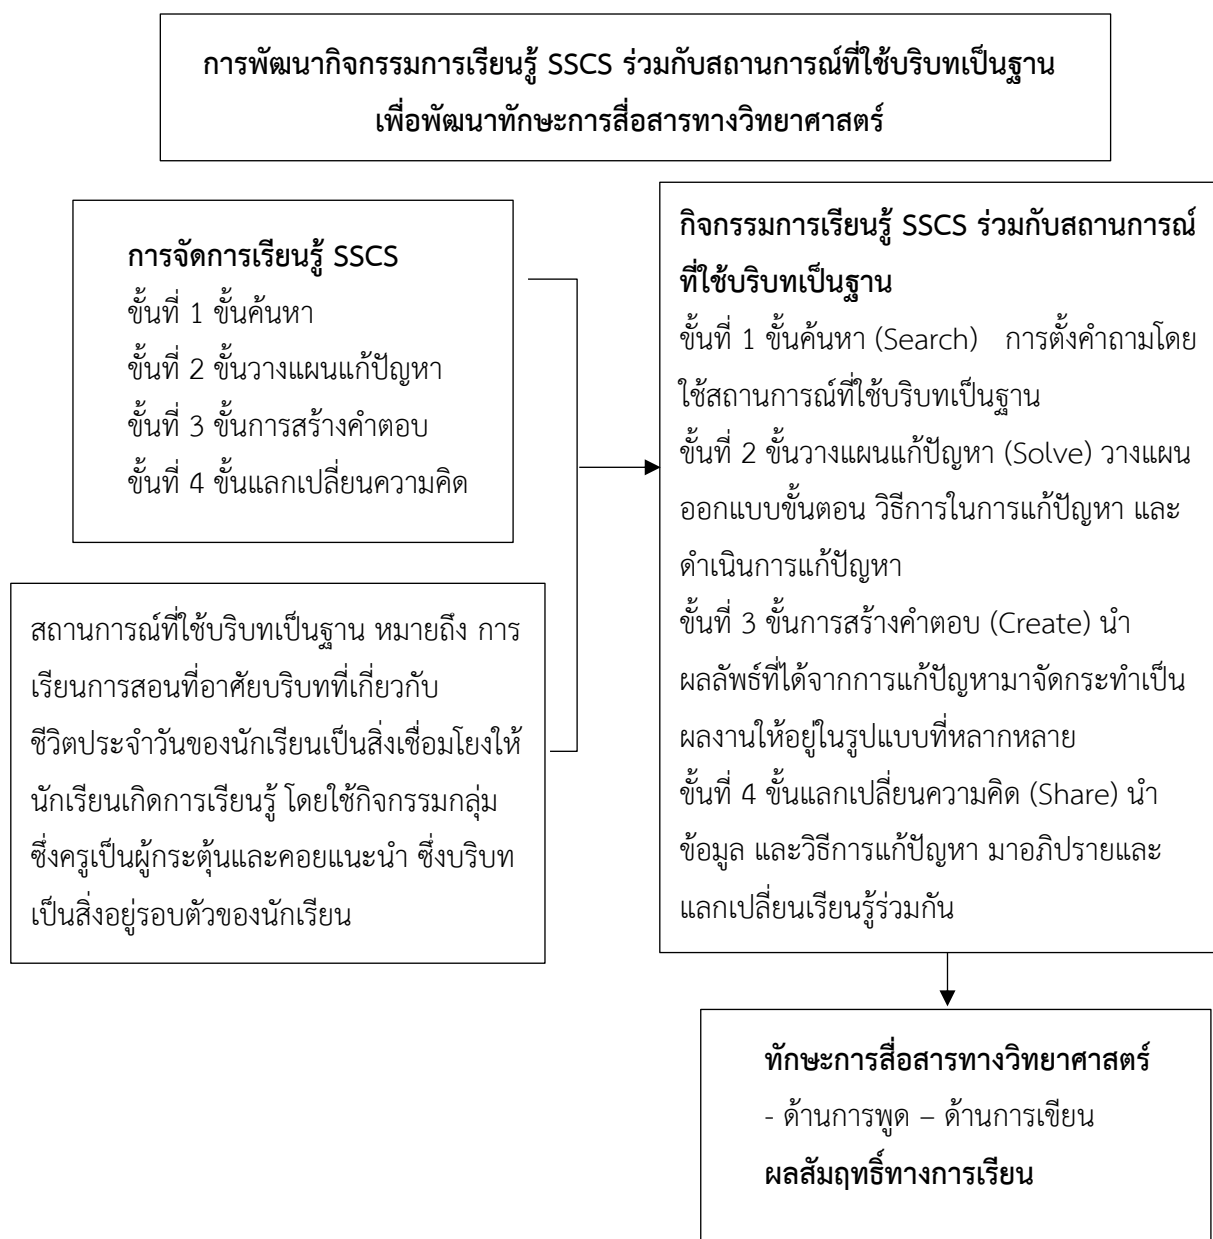 การพัฒนากิจกรรมการเรียนรู้ SSCS ร่วมกับสถานการณ์ที่ใช้บริบทเป็นฐาน
เพื่อพัฒนาทักษะการสื่อสารทางวิทยาศาสตร์
การจัดการเรียนรู้ SSCS
ขั้นที่ 1 ขั้นค้นหา
ขั้นที่ 2 ขั้นวางแผนแก้ปัญหา
ขั้นที่ 3 ขั้นการสร้างคำตอบ
ขั้นที่ 4 ขั้นแลกเปลี่ยนความคิด
สถานการณ์ที่ใช้บริบทเป็นฐาน หมายถึง การ
เรียนการสอนที่อาศัยบริบทที่เกี่ยวกับ
ชีวิตประจำวันของนักเรียนเป็นสิ่งเชื่อมโยงให้
นักเรียนเกิดการเรียนรู้ โดยใช้กิจกรรมกลุ่ม
ซึ่งครูเป็นผู้กระตุ้นและคอยแนะนำ ซึ่งบริบท
เป็นสิ่งอยู่รอบตัวของนักเรียน
กิจกรรมการเรียนรู้ SSCS ร่วมกับสถานการณ์
ที่ใช้บริบทเป็นฐาน
ขั้นที่ 1 ขั้นค้นหา (Search) การตั้งคำถามโดย
ใช้สถานการณ์ที่ใช้บริบทเป็นฐาน
ขั้นที่ 2 ขั้นวางแผนแก้ปัญหา (Solve) วางแผน
ออกแบบขั้นตอน วิธีการในการแก้ปัญหา และ
ดำเนินการแก้ปัญหา
ขั้นที่ 3 ขั้นการสร้างคำตอบ (Create) นำ
ผลลัพธ์ที่ได้จากการแก้ปัญหามาจัดกระทำเป็น
ผลงานให้อยู่ในรูปแบบที่หลากหลาย
ขั้นที่ 4 ขั้นแลกเปลี่ยนความคิด (Share) นำ
ข้อมูล และวิธีการแก้ปัญหา มาอภิปรายและ
แลกเปลี่ยนเรียนรู้ร่วมกัน
ทักษะการสื่อสารทางวิทยาศาสตร์
- ด้านการพูด – ด้านการเขียน
ผลสัมฤทธิ์ทางการเรียน